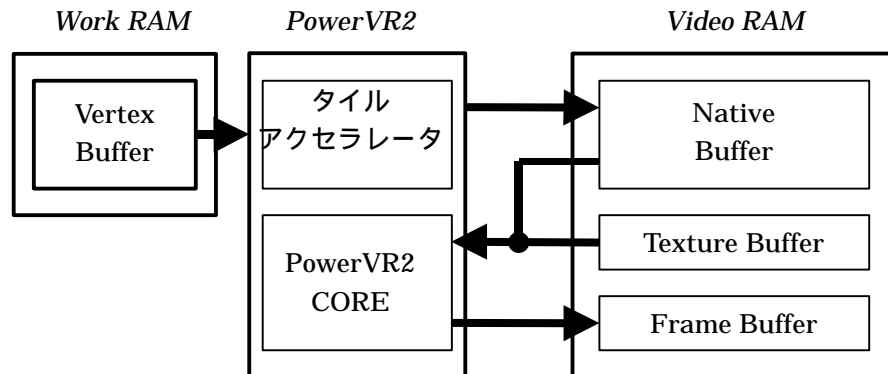 Work RAM
PowerVR2
Video RAM
Vertex
Buffer
タイル
アクセラレータ
PowerVR2
CORE
Native
Buffer
Texture Buffer
Frame Buffer